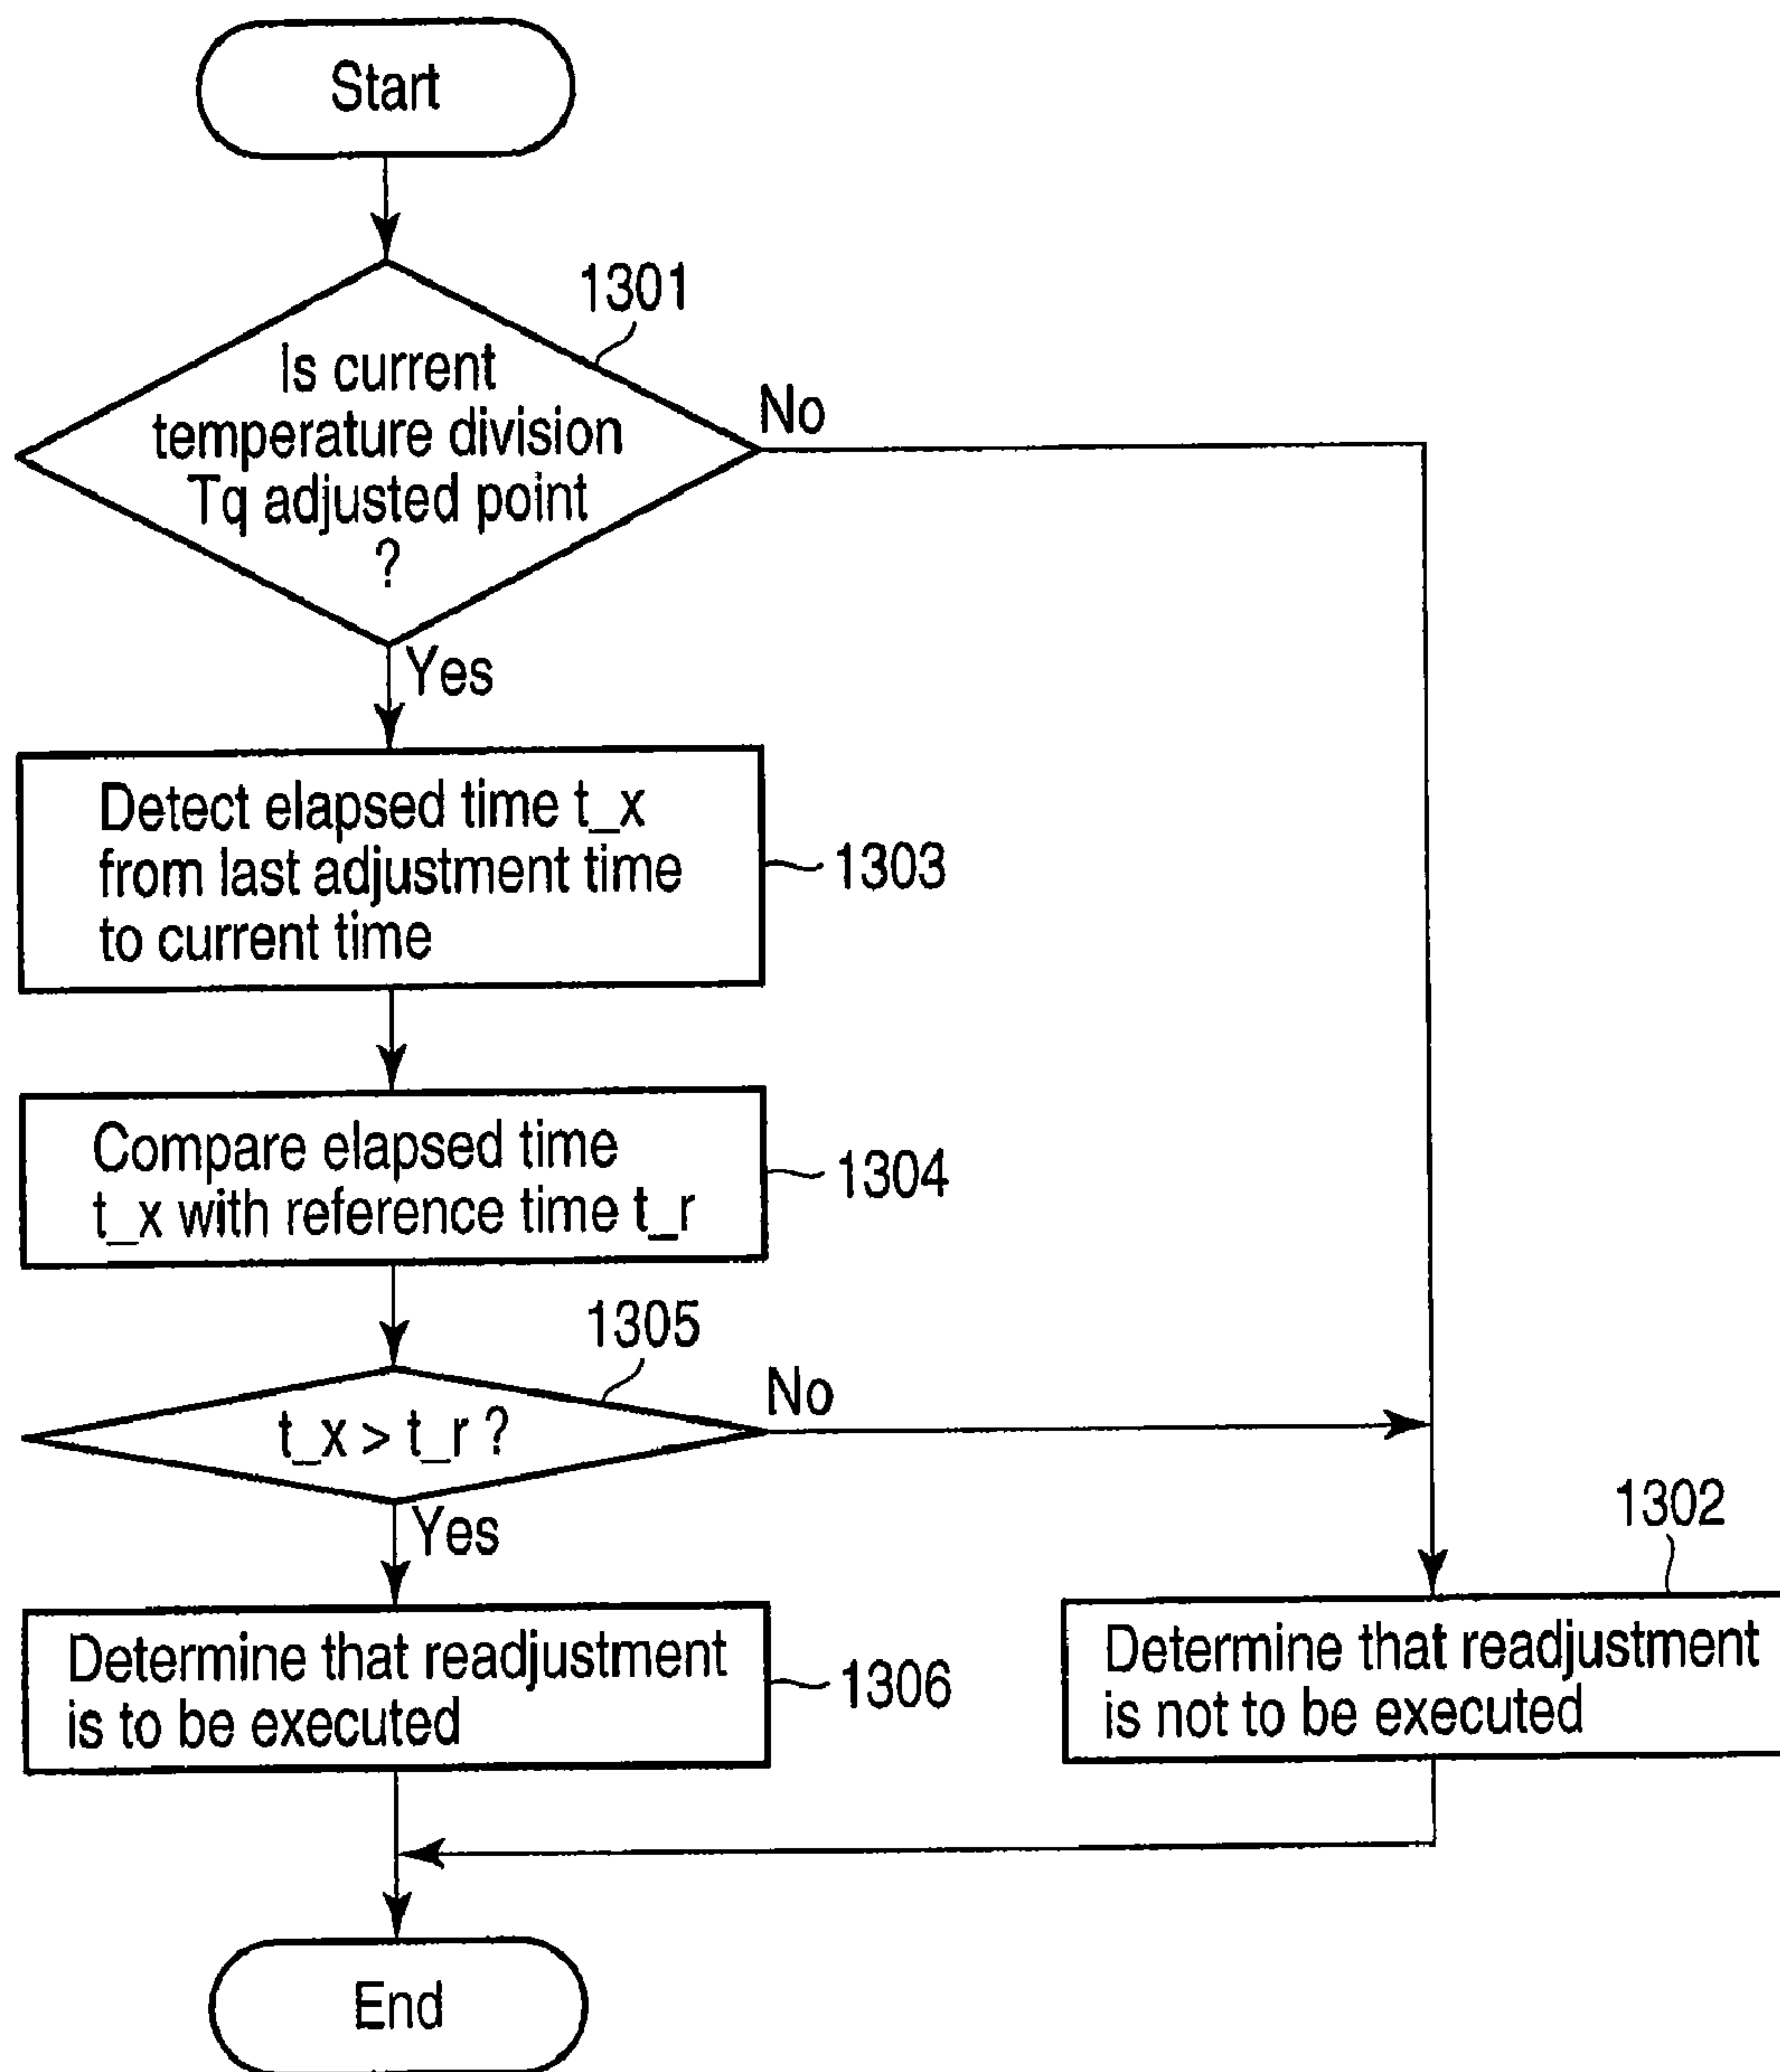 Start
1301
Is current
temperature division
Tq adjusted point
?
No
Yes
Detect elapsed time t_x
from last adjustment time
to current time
1303
Compare elapsed time
t_x with reference time t_r
1304
1305
t_x > t_r ?
No
Yes
1302
Determine that readjustment
is to be executed
1306
Determine that readjustment
is not to be executed
End